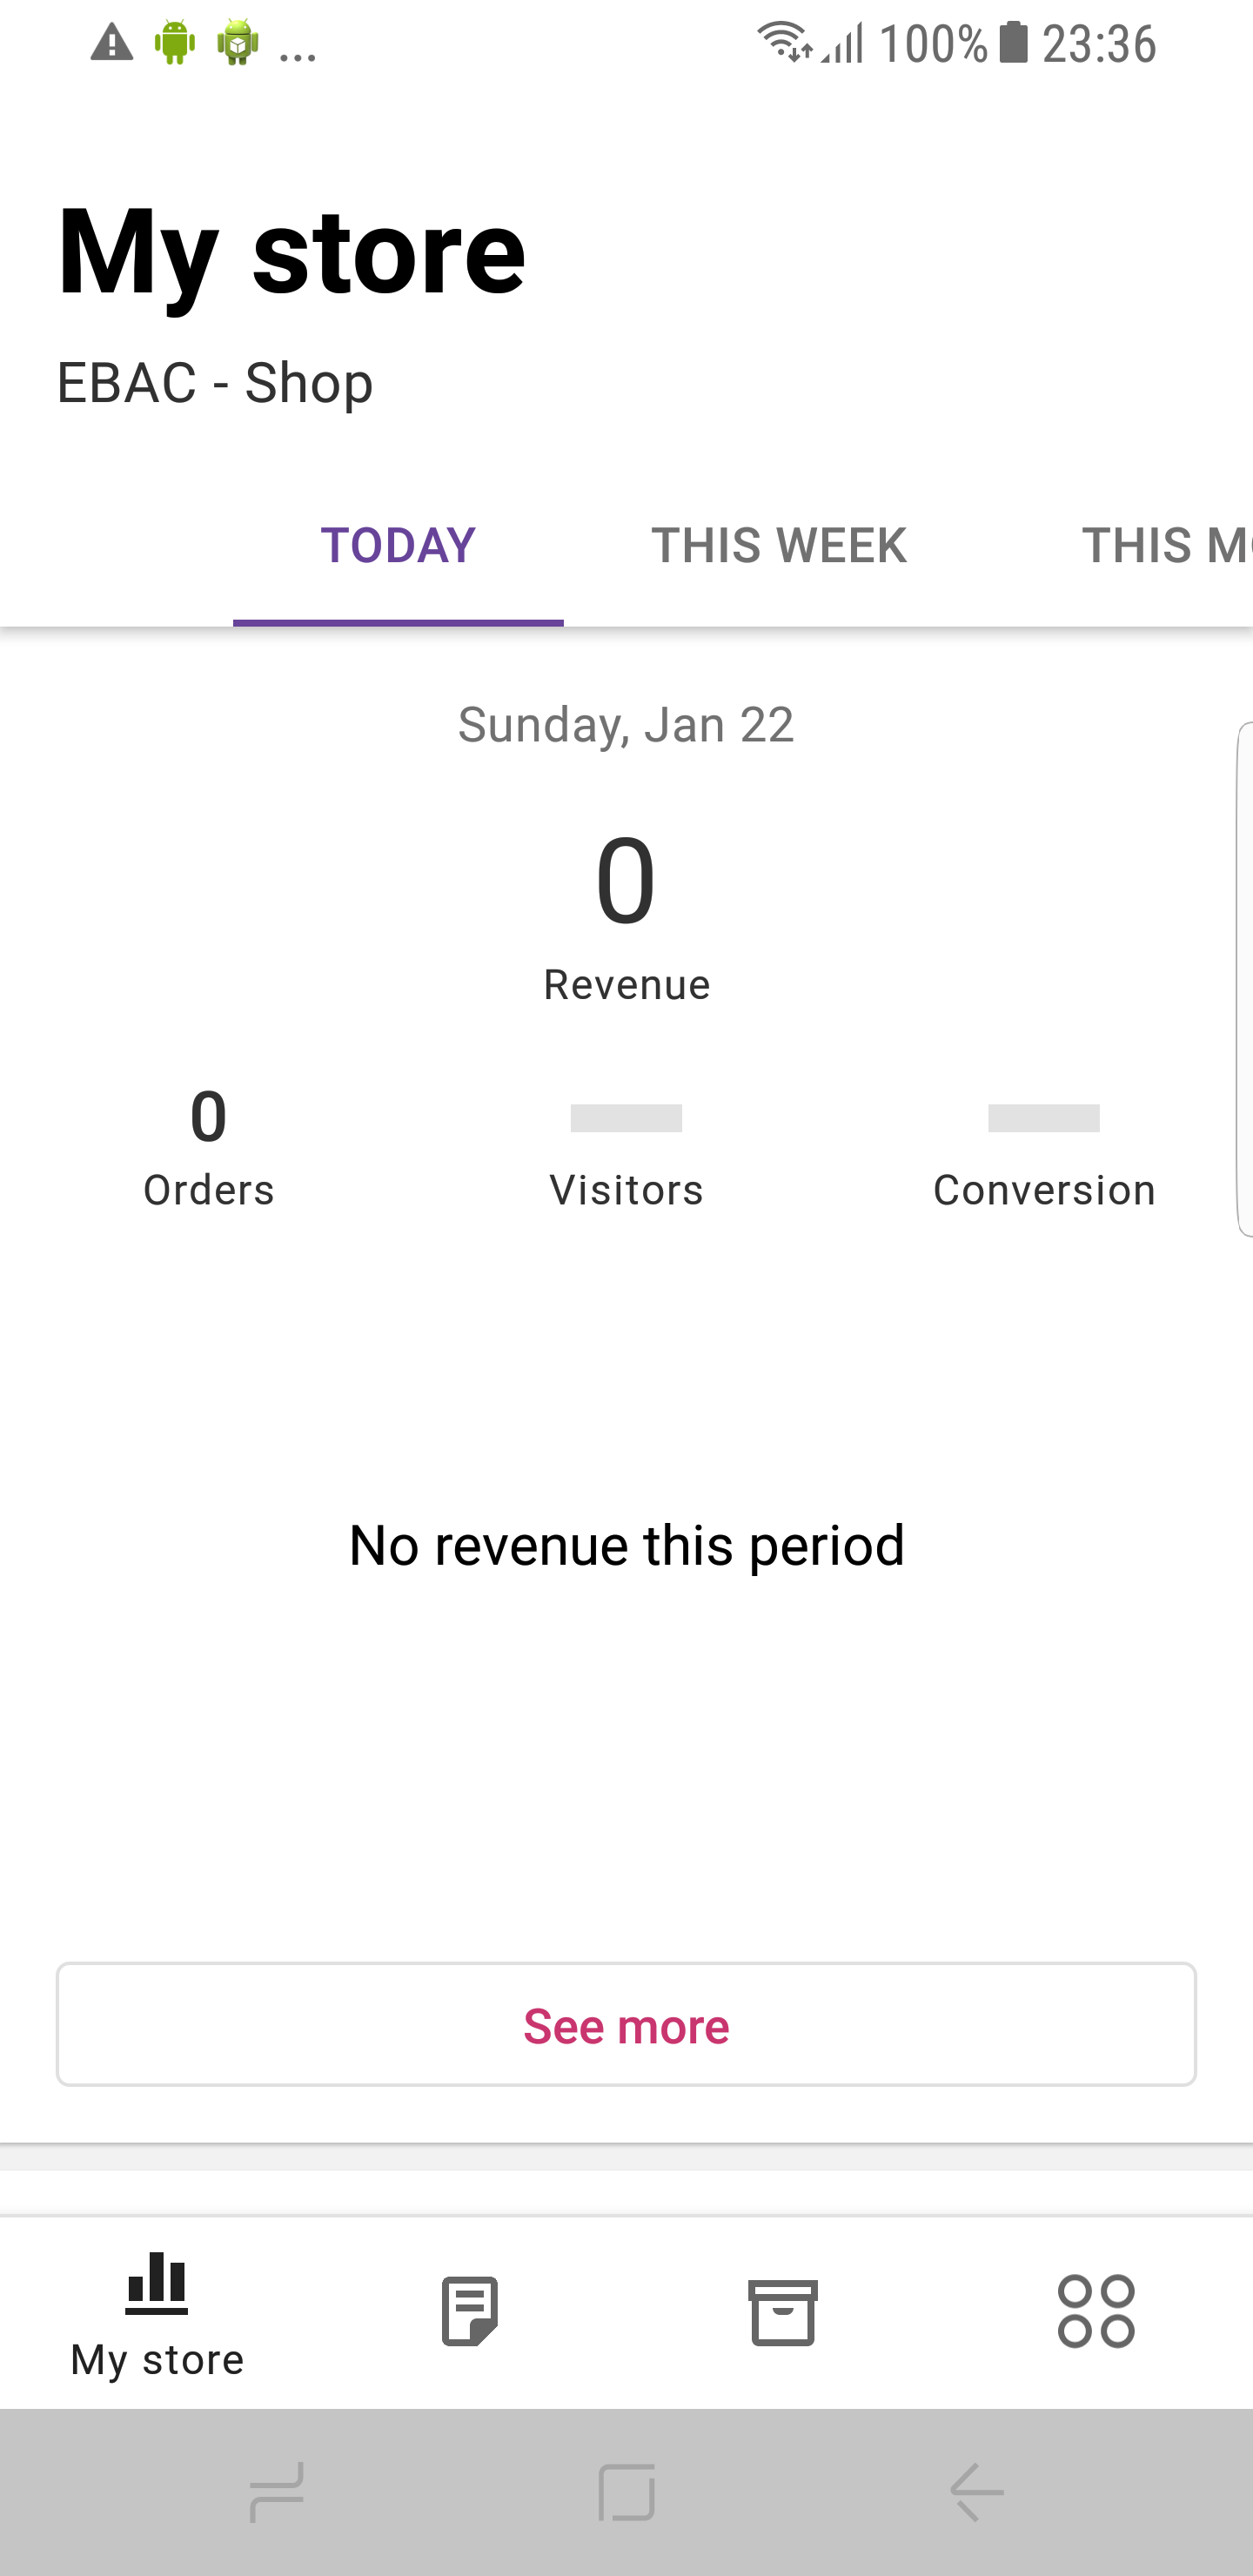 ... 100% 23:36
My store
EBAC - Shop
TODAY THIS WEEK THIS M
Sunday, Jan 22
0
Revenue
0
Orders Visitors Conversion
No revenue this period
See more
My store